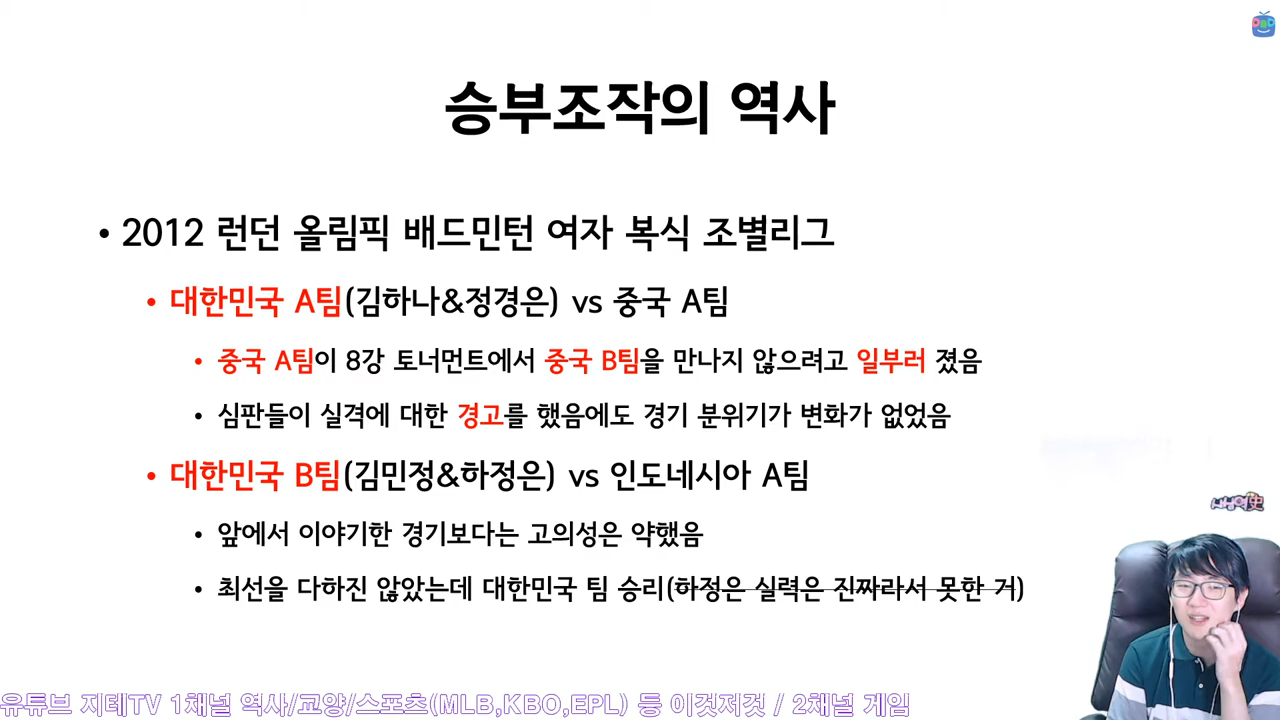 승부조작의 역사
• 2012 런던 올림픽 배드민턴 여자 복식 조별리그
• 대한민국 A팀(김하나&정경은) vs 중국 A팀
• 중국 A팀이 8강 토너먼트에서 중국 B팀을 만나지 않으려고 일부러 졌음
• 심판들이 실격에 대한 경고를 했음에도 경기 분위기가 변화가 없었음
• 대한민국 B팀(김민정&하정은) vs 인도네시아 A팀
• 앞에서 이야기한 경기보다는 고의성은 약했음
• 최선을 다하진 않았는데 대한민국 팀 승리(하정은 실력은 진짜라서 못한 거)
유튜브 지테TV 1채널 역사/교양/스포츠(MLB,KBO,EPL) 등 이것저것 / 2채널 게임